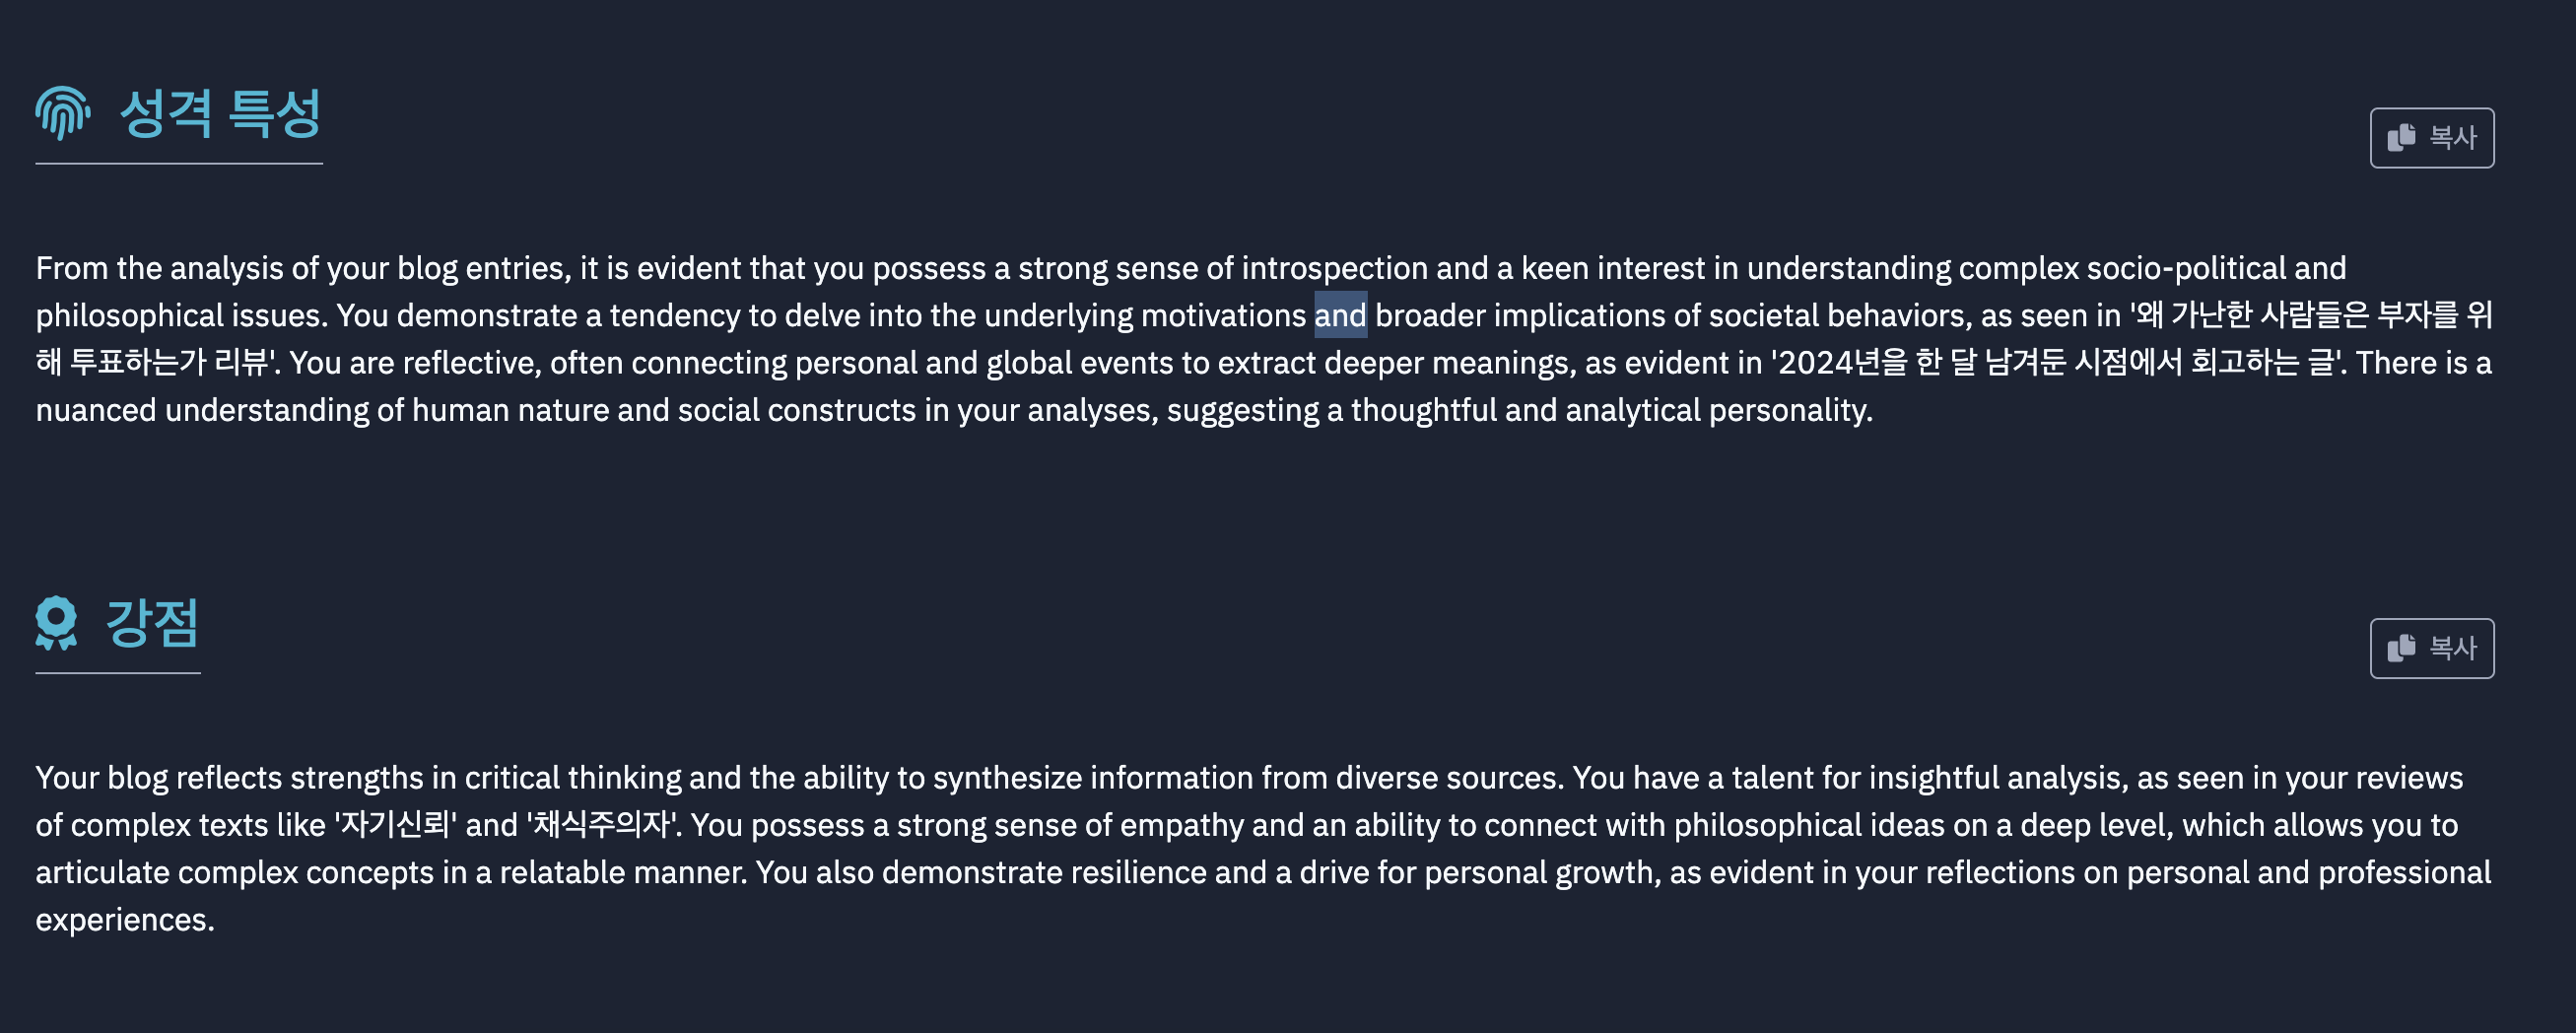 성격 특성
복사
From the analysis of your blog entries, it is evident that you possess a strong sense of introspection and a keen interest in understanding complex socio-political and
philosophical issues. You demonstrate a tendency to delve into the underlying motivations and broader implications of societal behaviors, as seen in '왜 가난한 사람들은 부자를 위
해 투표하는가 리뷰'. You are reflective, often connecting personal and global events to extract deeper meanings, as evident in '2024년을 한 달 남겨둔 시점에서 회고하는 글'. There is a
nuanced understanding of human nature and social constructs in your analyses, suggesting a thoughtful and analytical personality.
강점
복사
Your blog reflects strengths in critical thinking and the ability to synthesize information from diverse sources. You have a talent for insightful analysis, as seen in your reviews
of complex texts like '자기신뢰' and '채식주의자'. You possess a strong sense of empathy and an ability to connect with philosophical ideas on a deep level, which allows you to
articulate complex concepts in a relatable manner. You also demonstrate resilience and a drive for personal growth, as evident in your reflections on personal and professional
experiences.